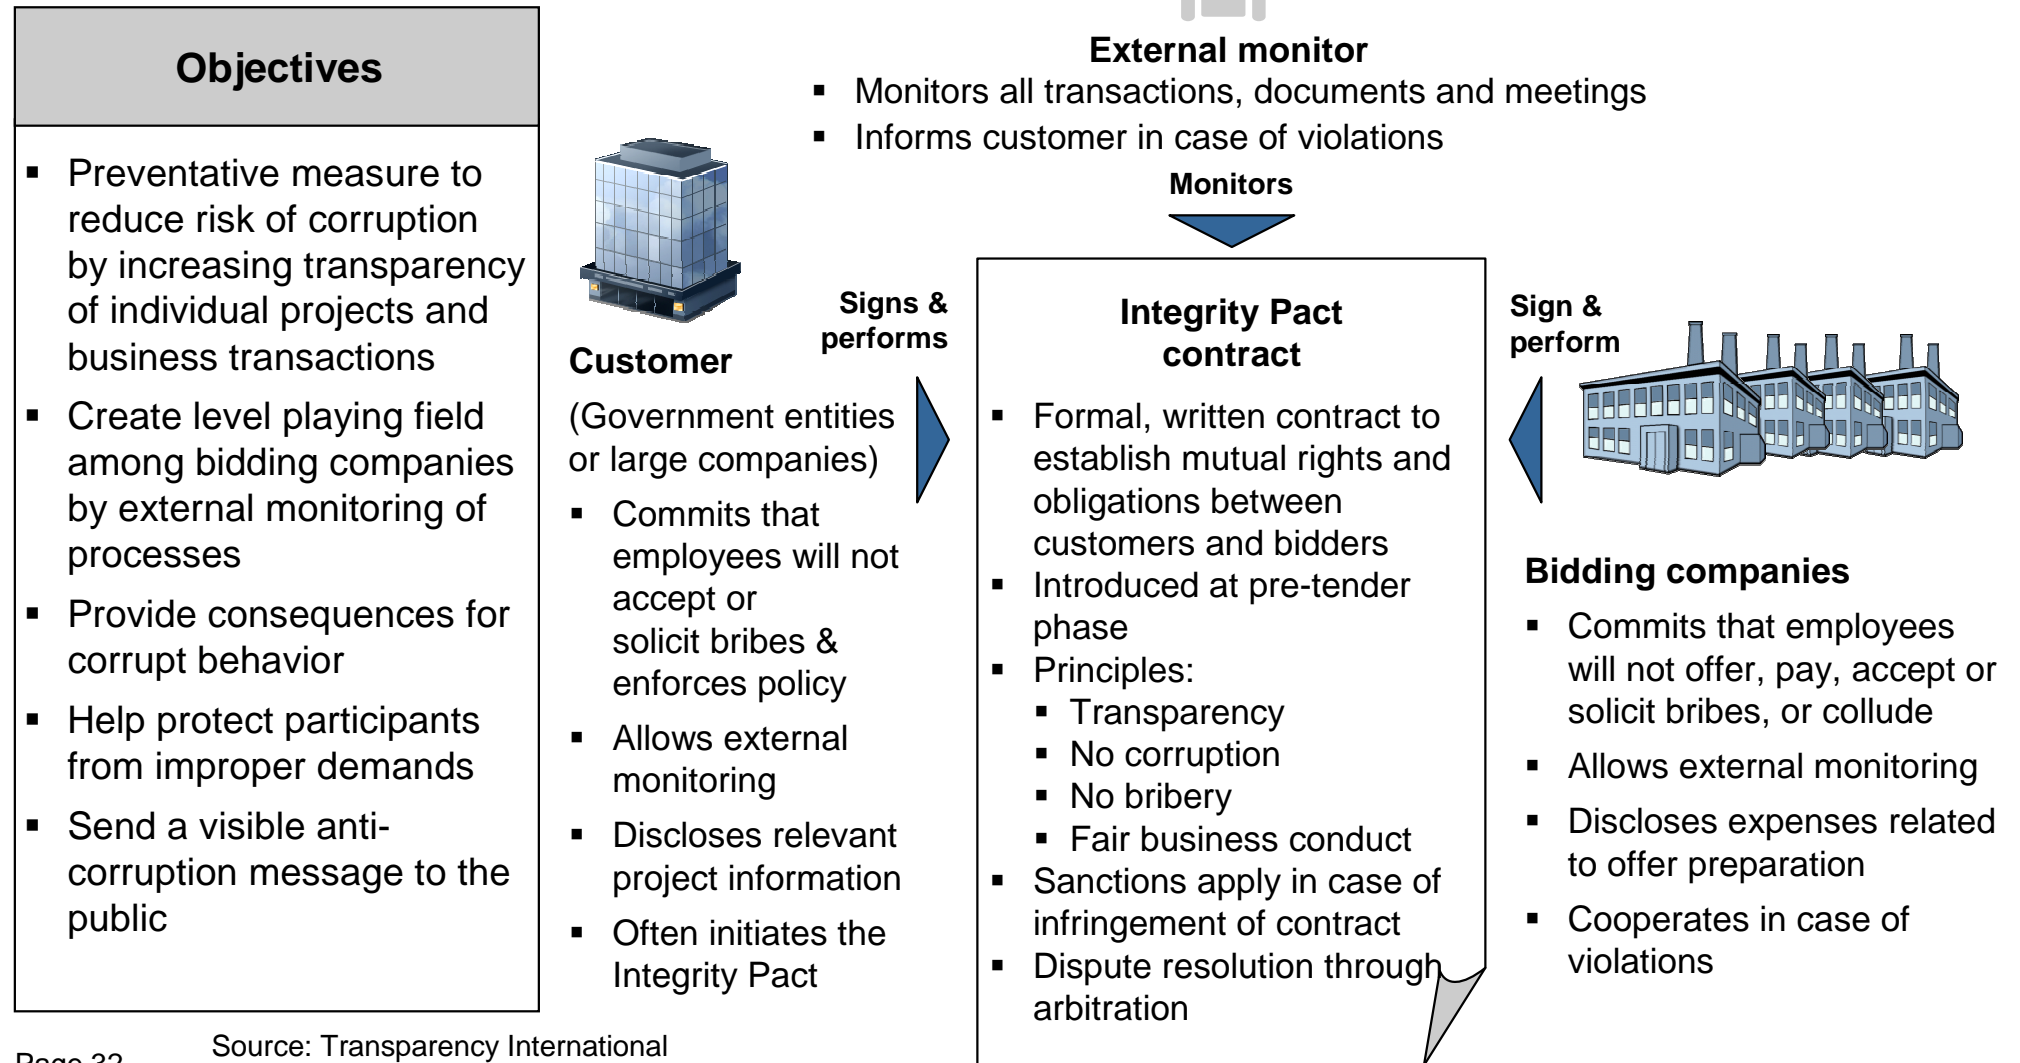 Objectives
▪ Preventative measure to
reduce risk of corruption
by increasing transparency
of individual projects and
business transactions
▪ Create level playing field
among bidding companies
by external monitoring of
processes
▪ Provide consequences for
corrupt behavior
▪ Help protect participants
from improper demands
▪ Send a visible anti-
corruption message to the
public
External monitor
▪ Monitors all transactions, documents and meetings
▪ Informs customer in case of violations
Monitors
Signs &
performs
Customer
(Government entities
or large companies)
▪ Commits that
employees will not
accept or
solicit bribes &
enforces policy
▪ Allows external
monitoring
▪ Discloses relevant
project information
▪ Often initiates the
Integrity Pact
Integrity Pact
contract
▪ Formal, written contract to
establish mutual rights and
obligations between
customers and bidders
▪ Introduced at pre-tender
phase
▪ Principles:
▪ Transparency
▪ No corruption
▪ No bribery
▪ Fair business conduct
▪ Sanctions apply in case of
infringement of contract
▪ Dispute resolution through
arbitration
Sign &
perform
Bidding companies
▪ Commits that employees
will not offer, pay, accept or
solicit bribes, or collude
▪ Allows external monitoring
▪ Discloses expenses related
to offer preparation
▪ Cooperates in case of
violations
Source: Transparency International
Page 32